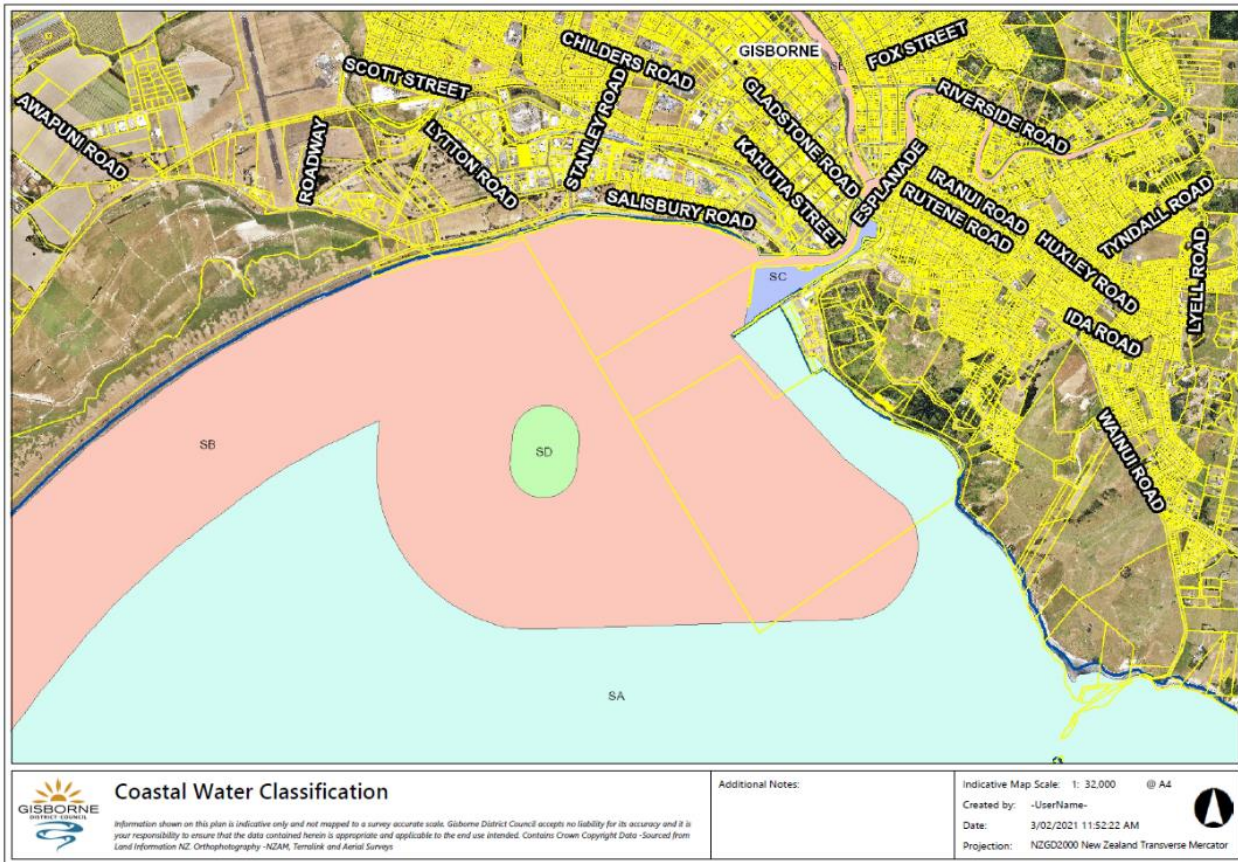 GISBORNE
FOX STREET
CHILDERS ROAD
SCOTT STREET
STANLEY ROAD
GLADSTONE ROAD
RIVERSIDE ROAD
AWAPUNI ROAD
ROADWAY
LYTTON ROAD
KAHUTIA STREET
ESPLANADE
SALISBURY ROAD
IRANUI ROAD
RUTENE ROAD
TYNDALL ROAD
HUXLEY ROAD
LYELL ROAD
IDA ROAD
WAINUI ROAD
SC
SB
SD
SA
GISBORNE
DISTRICT COUNCIL
Coastal Water Classification
Information shown on this plan is indicative only and not mapped to a survey accurate scale. Gisborne District Council accepts no liability for its accuracy and it is
your responsibility to ensure that the data contained herein is appropriate and applicable to the end use intended. Contains Crown Copyright Data -Sourced from
Land Information NZ. Orthophotography -NZAM, Terralink and Aerial Surveys
Additional Notes:
Indicative Map Scale: 1: 32,000 @ A4
Created by: -UserName-
Date: 3/02/2021 11:52:22 AM
Projection: NZGD2000 New Zealand Transverse Mercator